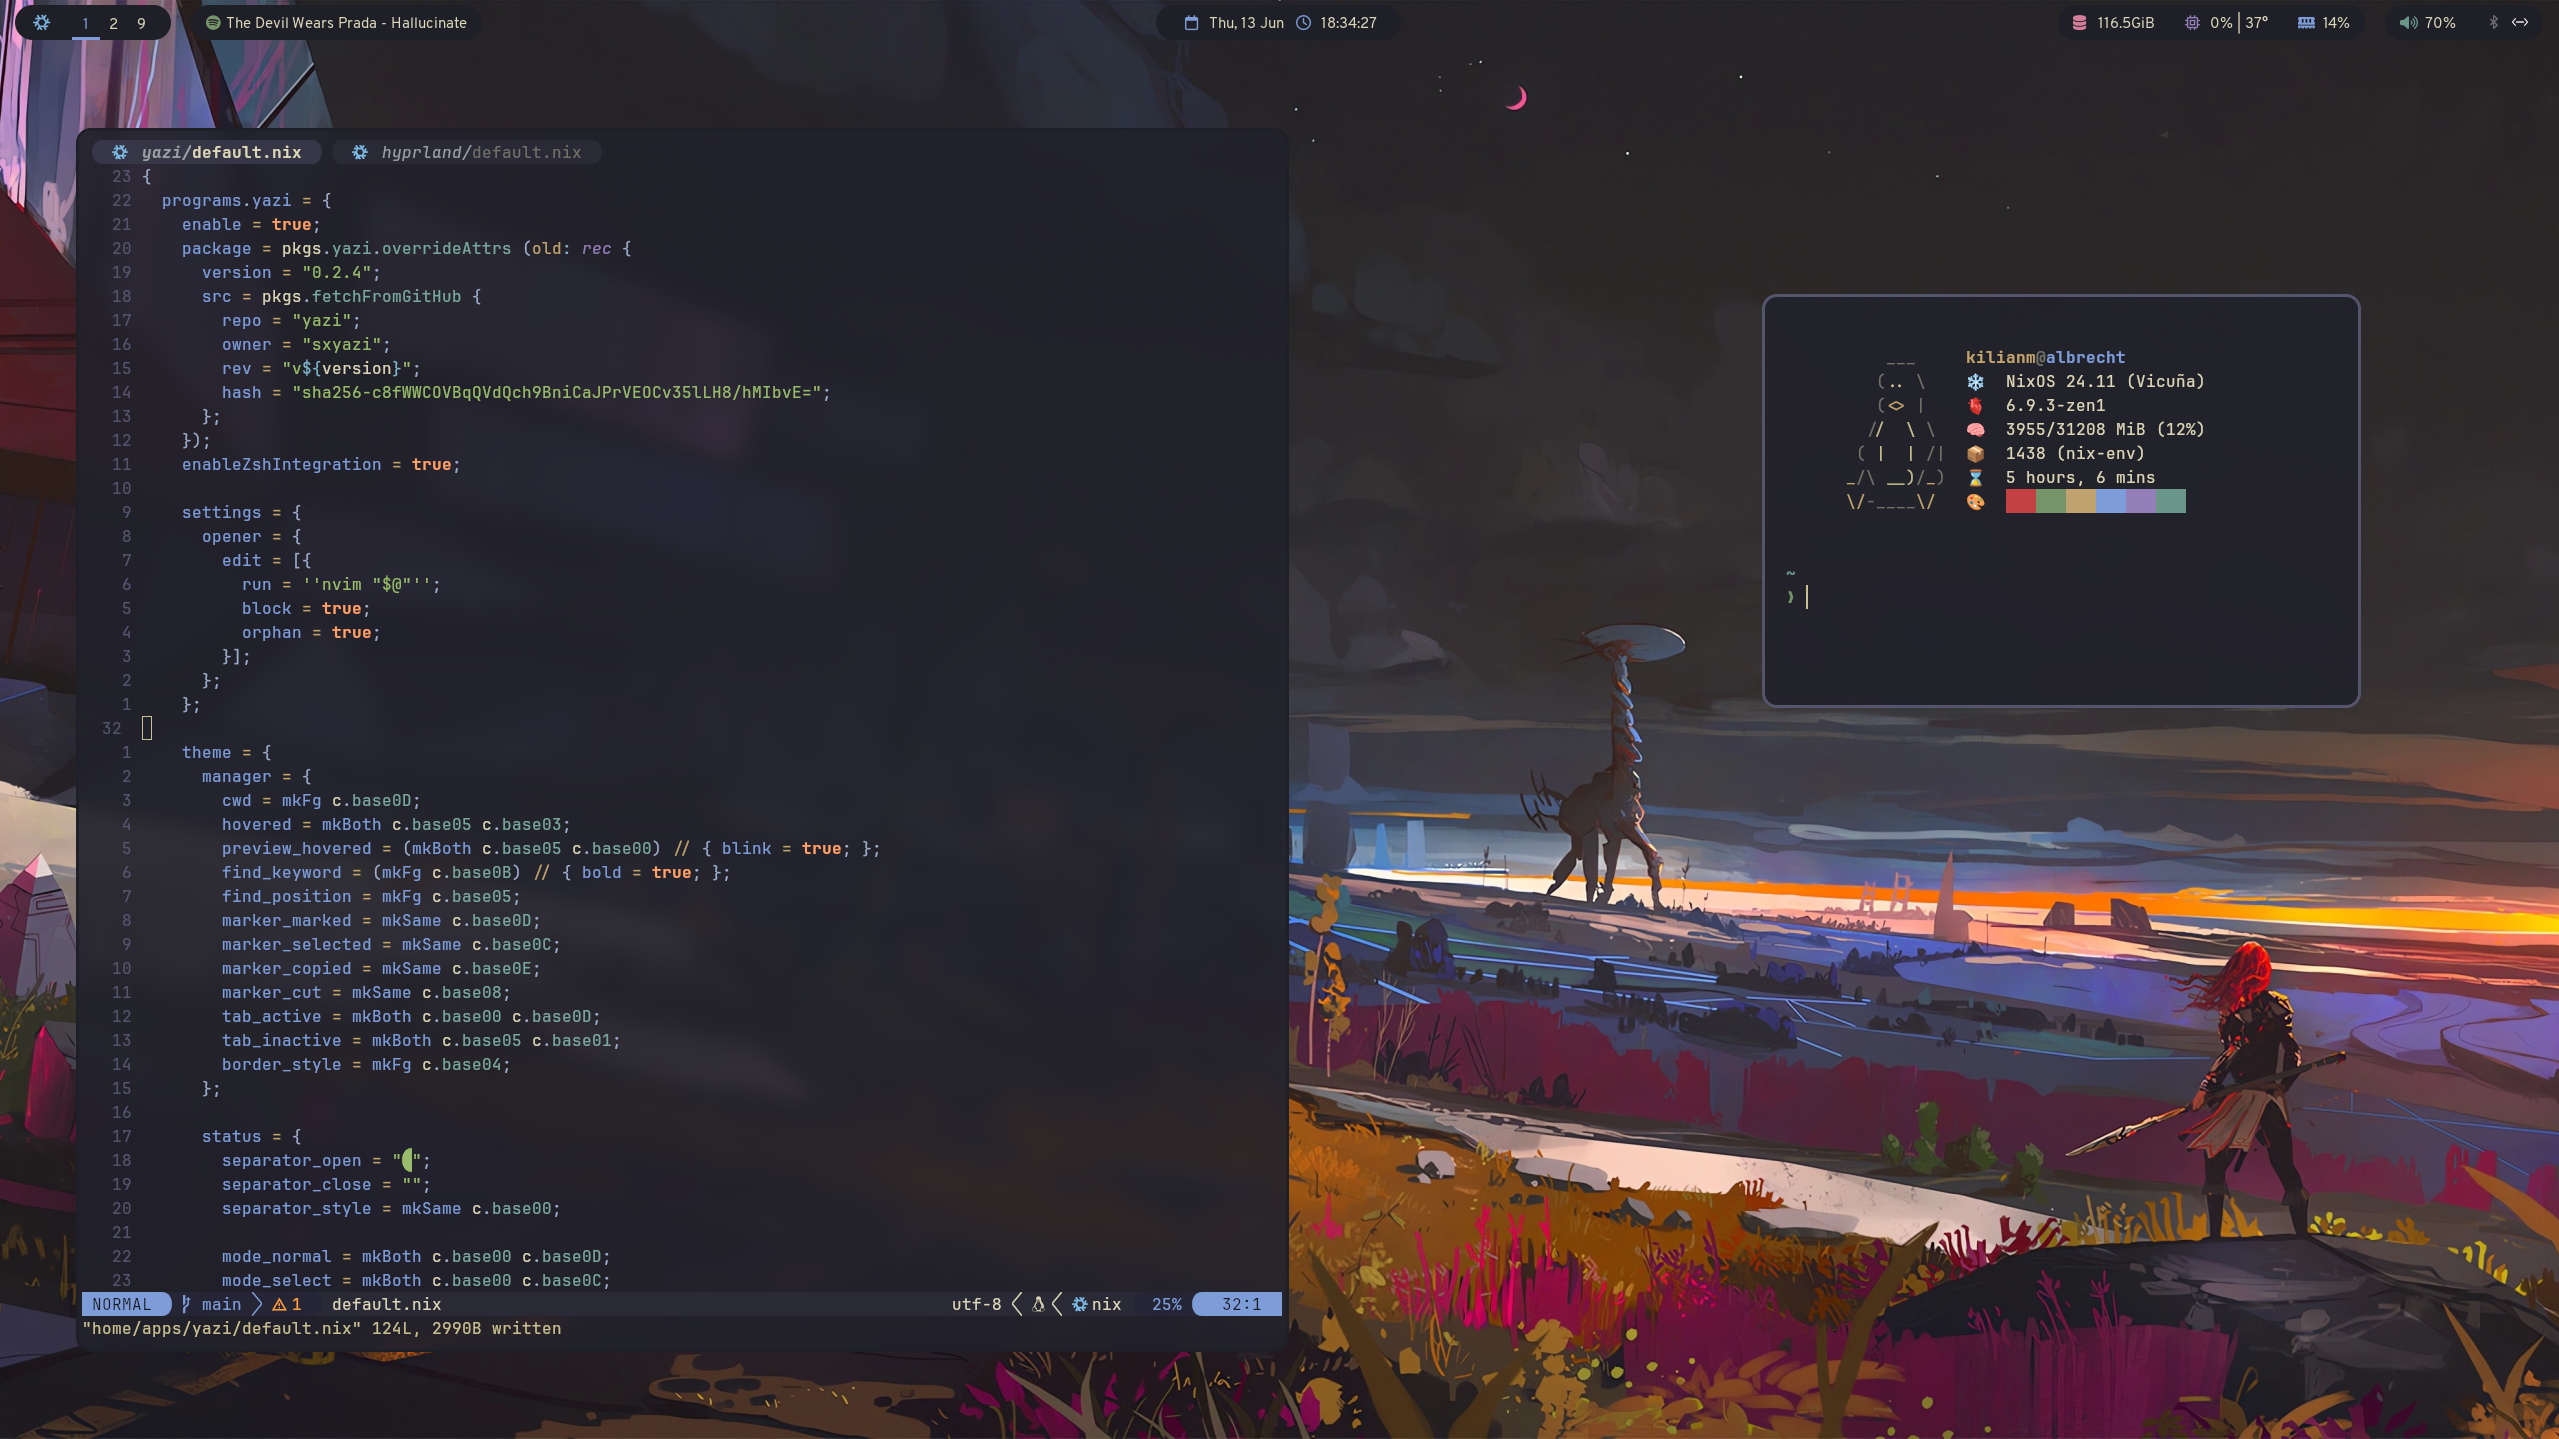 1 2 9
The Devil Wears Prada - Hallucinate
Thu, 13 Jun 18:34:27
116.5GiB 0% | 37° 14% 70%
yazi/default.nix hyprland/default.nix
23 {
22 programs.yazi = {
21 enable = true;
20 package = pkgs.yazi.overrideAttrs (old: rec {
19 version = "0.2.4";
18 src = pkgs.fetchFromGitHub {
17 repo = "yazi";
16 owner = "sxyazi";
15 rev = "v${version}";
14 hash = "sha256-c8fWWCOVBqQVdQch9BniCaJPrVEOCv35lLH8/hMIbvE=";
13 };
12 });
11 enableZshIntegration = true;
10
9 settings = {
8 opener = {
7 edit = [{
6 run = ''nvim "$@"'';
5 block = true;
4 orphan = true;
3 }];
2 };
1 };
32
1 theme = {
2 manager = {
3 cwd = mkFg c.base0D;
4 hovered = mkBoth c.base05 c.base03;
5 preview_hovered = (mkBoth c.base05 c.base00) // { blink = true; };
6 find_keyword = (mkFg c.base0B) // { bold = true; };
7 find_position = mkFg c.base05;
8 marker_marked = mkSame c.base0D;
9 marker_selected = mkSame c.base0C;
10 marker_copied = mkSame c.base0E;
11 marker_cut = mkSame c.base08;
12 tab_active = mkBoth c.base00 c.base0D;
13 tab_inactive = mkBoth c.base05 c.base01;
14 border_style = mkFg c.base04;
15 };
16
17 status = {
18 separator_open = "";
19 separator_close = "";
20 separator_style = mkSame c.base00;
21
22 mode_normal = mkBoth c.base00 c.base0D;
23 mode_select = mkBoth c.base00 c.base0C;
NORMAL main 1 default.nix utf-8 nix 25% 32:1
"home/apps/yazi/default.nix" 124L, 2990B written
kilianm@albrecht
NixOS 24.11 (Vicuña)
6.9.3-zen1
3955/31208 MiB (12%)
1438 (nix-env)
5 hours, 6 mins
~
❯